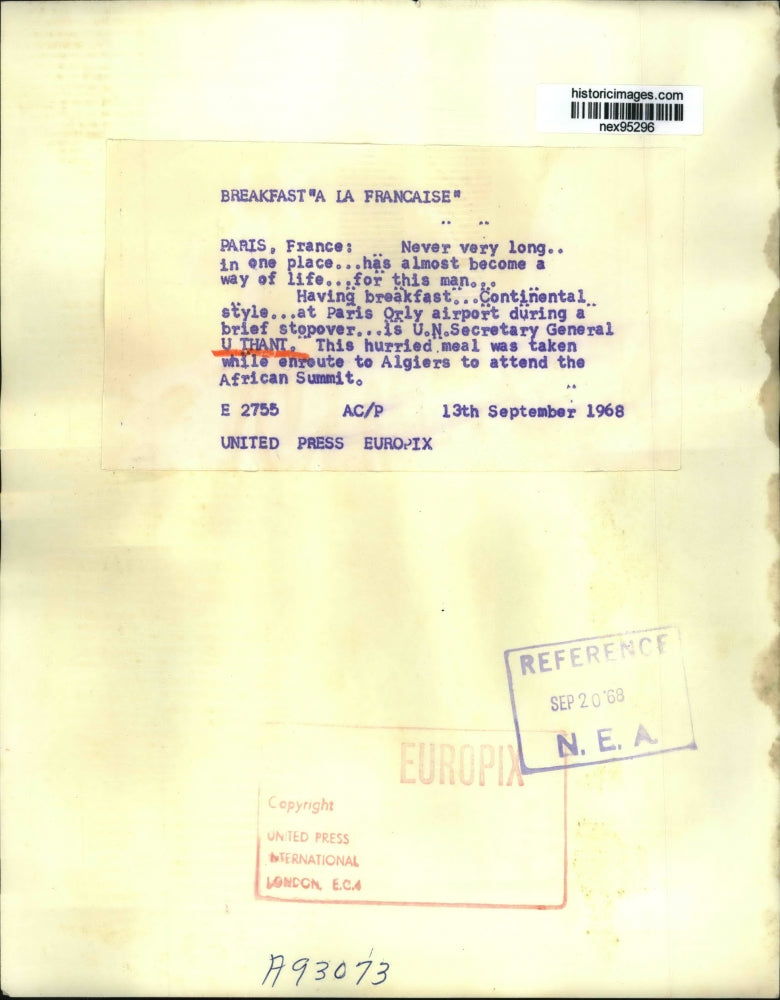 historicimages.com
nex95296
BREAKFAST"A LA FRANCAISE"
PARIS, France: Never very long..
in one place...has almost become a
way of life...for this man...
Having breakfast...Continental
style...at Paris Orly airport during a
brief stopover...is U.N.Secretary General
U THANT. This hurried meal was taken
while enroute to Algiers to attend the
African Summit.
E 2755 AC/P 13th September 1968
UNITED PRESS EUROPIX
REFERENCE
SEP 20 '68
N. E. A.
EUROPIX
Copyright
UNITED PRESS
INTERNATIONAL
LONDON, E.C.4
A93073